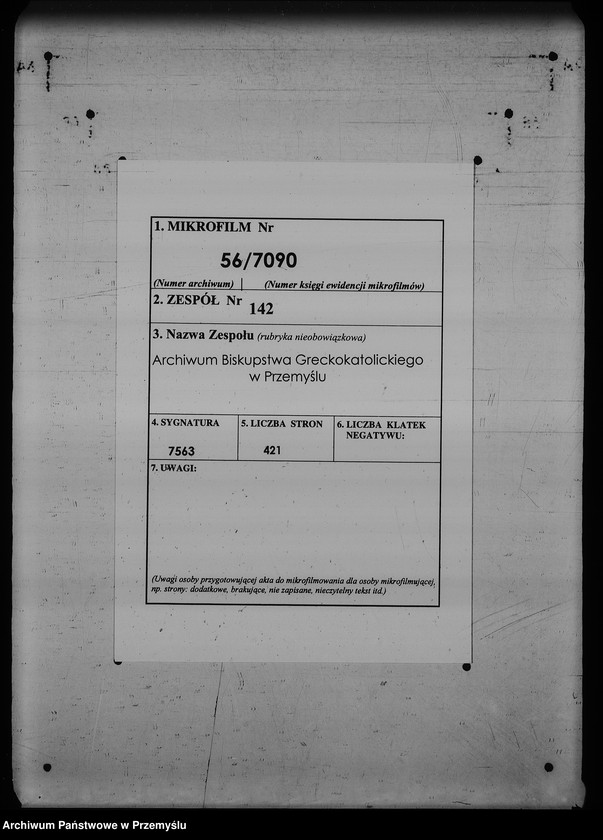 1. MIKROFILM Nr
56/7090
(Numer archiwum) (Numer księgi ewidencji mikrofilmów)
2. ZESPÓŁ Nr 142
3. Nazwa Zespołu (rubryka nieobowiązkowa)
Archiwum Biskupstwa Greckokatolickiego
w Przemyślu
4. SYGNATURA 5. LICZBA STRON 6. LICZBA KLATEK
NEGATYWU:
7563 421
7. UWAGI:
(Uwagi osoby przygotowującej akta do mikrofilmowania dla osoby mikrofilmującej,
np. strony: dodatkowe, brakujące, nie zapisane, nieczytelny tekst itd.)
Archiwum Państwowe w Przemyślu